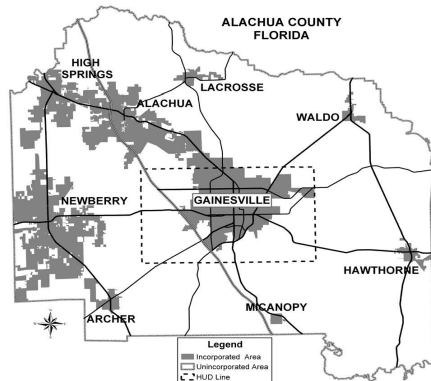 ALACHUA COUNTY
FLORIDA
HIGH
SPRINGS
LACROSSE
ALACHUA
WALDO
NEWBERRY
GAINESVILLE
HAWTHORNE
ARCHER
MICANOPY
Legend
Incorporated Area
Unincorporated Area
HUD Line